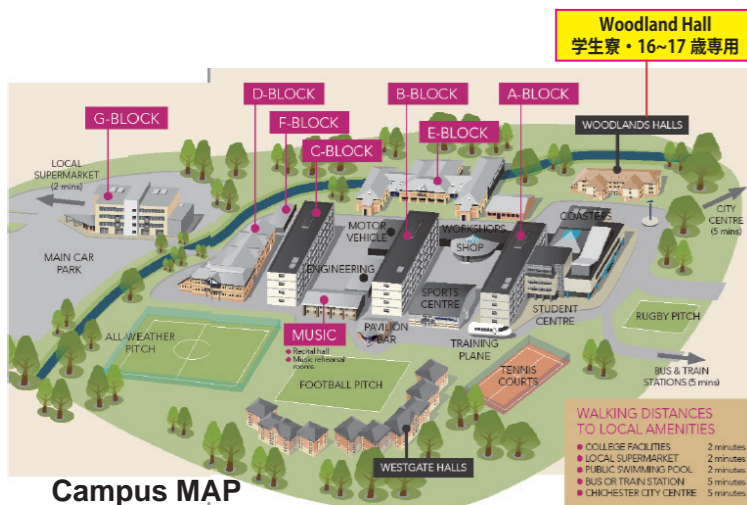 Woodland Hall
学生寮・16~17 歳専用
D-BLOCK
B-BLOCK
A-BLOCK
G-BLOCK
F-BLOCK
E-BLOCK
WOODLANDS HALLS
C-BLOCK
LOCAL
SUPERMARKET
(2 mins)
CITY
CENTRE
(5 mins)
MOTOR
VEHICLE
WORKSHOPS
SHOP
COASTERS
MAIN CAR
PARK
ENGINEERING
SPORTS
CENTRE
STUDENT
CENTRE
RUGBY PITCH
ALL-WEATHER
PITCH
MUSIC
Recital hall
Music rehearsal
rooms
PAVILION
BAR
TRAINING
PLANE
BUS & TRAIN
STATIONS (5 mins)
FOOTBALL PITCH
TENNIS
COURTS
WESTGATE HALLS
WALKING DISTANCES
TO LOCAL AMENITIES
COLLEGE FACILITIES 2 minutes
LOCAL SUPERMARKET 2 minutes
PUBLIC SWIMMING POOL 2 minutes
BUS OR TRAIN STATION 5 minutes
CHICHESTER CITY CENTRE 5 minutes
Campus MAP